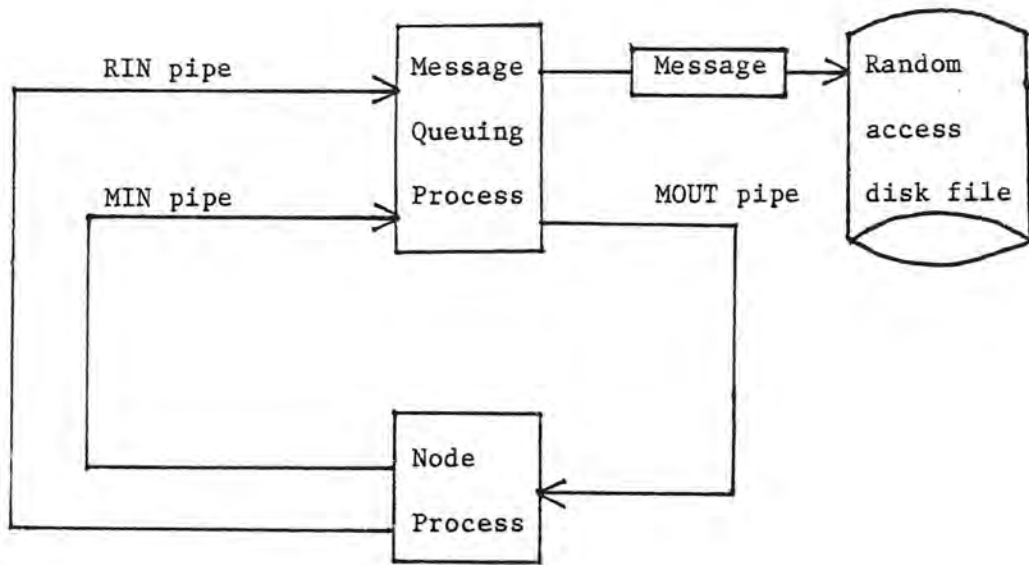 RIN pipe
Message
Queuing
Process
Message
Random
access
disk file
MIN pipe
MOUT pipe
Node
Process